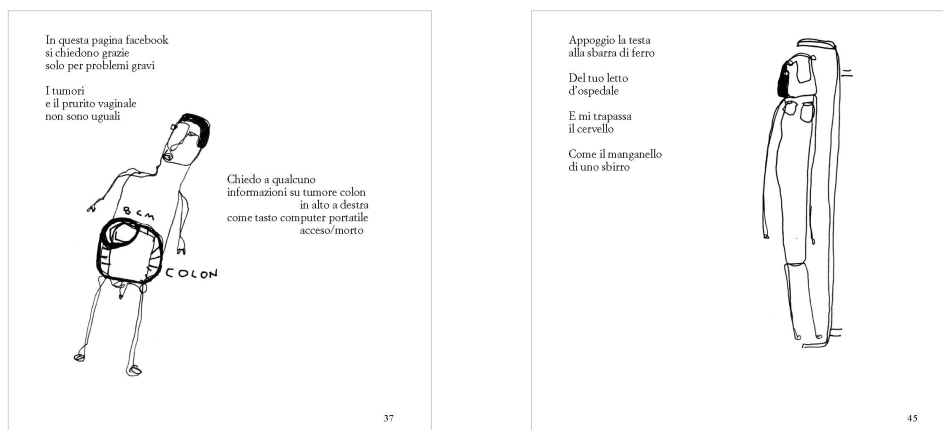 In questa pagina facebook
si chiedono grazie
solo per problemi gravi
I tumori
e il prurito vaginale
non sono uguali
Chiedo a qualcuno
informazioni su tumore colon
in alto a destra
come tasto computer portatile
acceso/morto
8 CM
COLON
37
Appoggio la testa
alla sbarra di ferro
Del tuo letto
d'ospedale
E mi trapassa
il cervello
Come il manganello
di uno sbirro
45